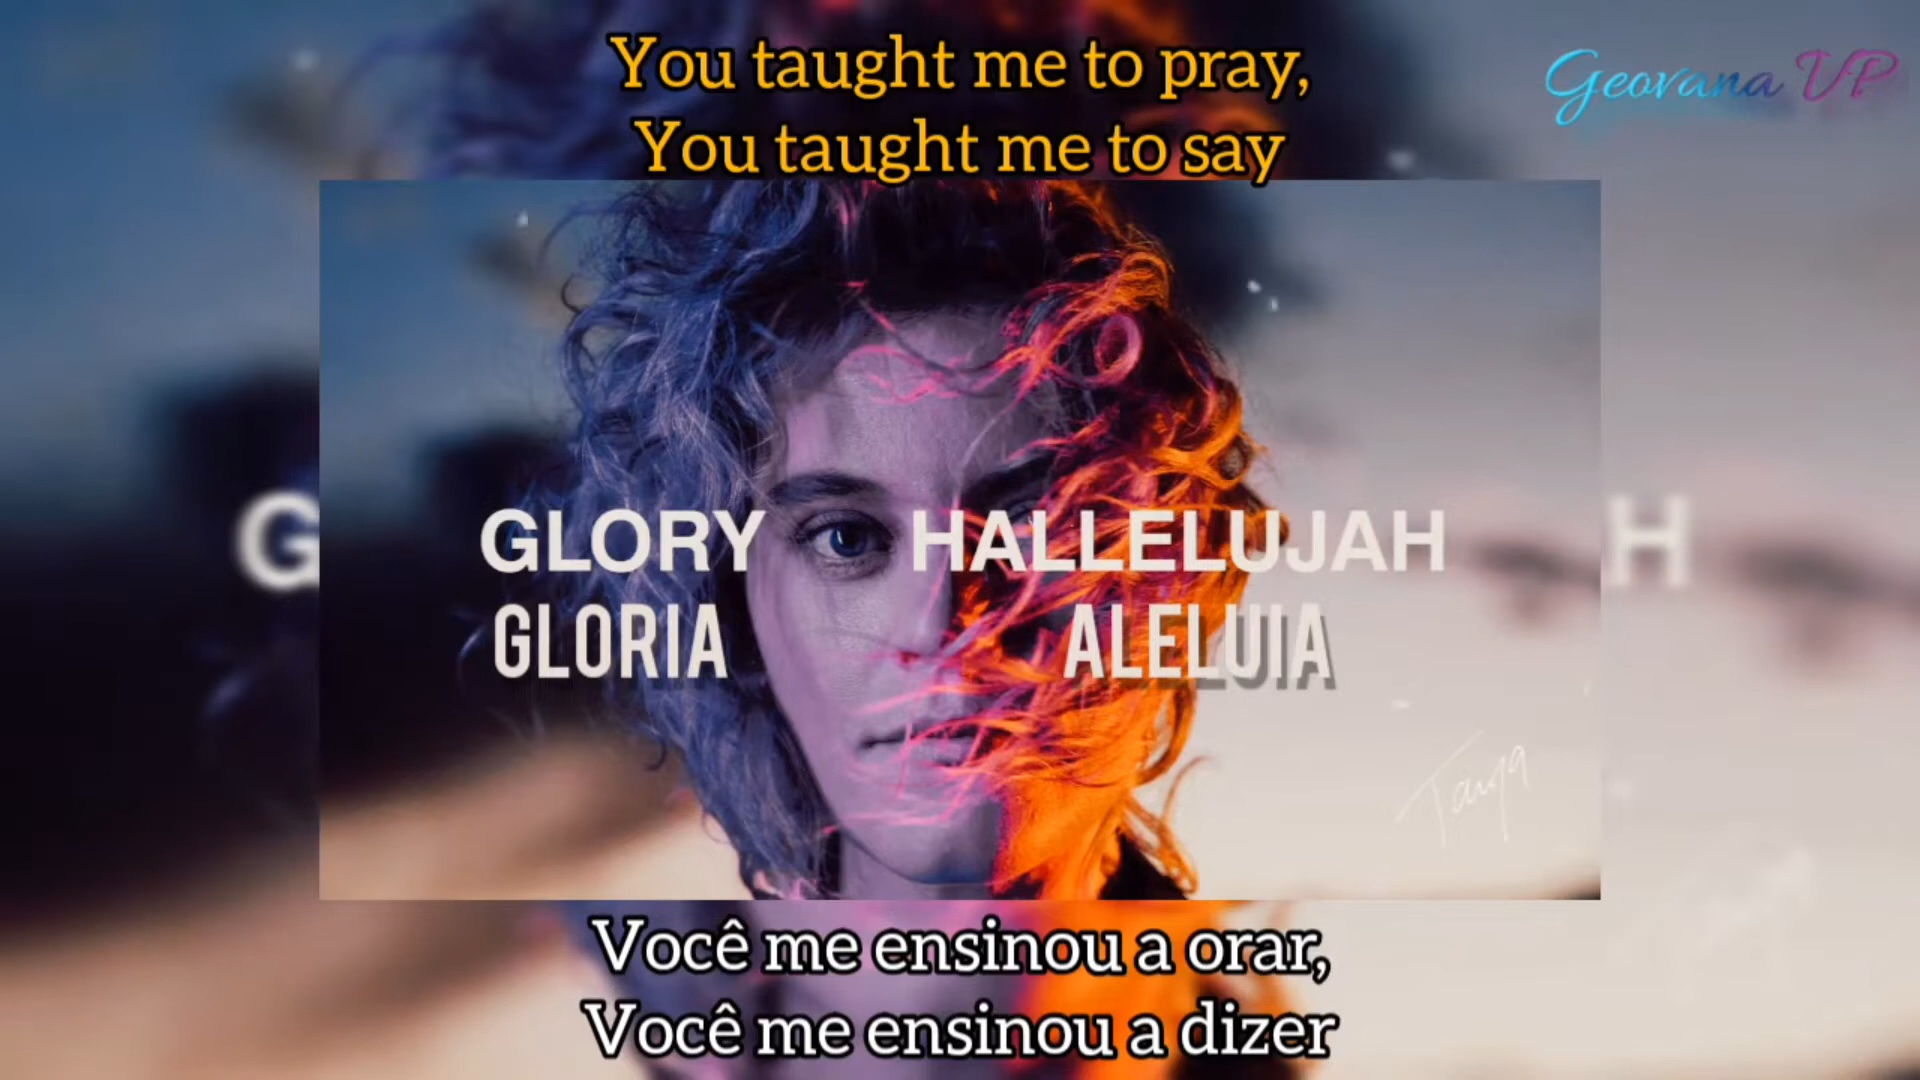 You taught me to pray,
Geovana VP
You taught me to say
GLORY HALLELUJAH
GLORIA ALELUIA
Tanya
Você me ensinou a orar,
Você me ensinou a dizer